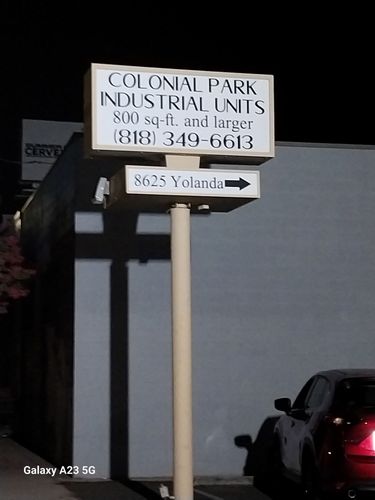 COLONIAL PARK
INDUSTRIAL UNITS
800 sq-ft. and larger
(818) 349-6613
8625 Yolanda
Galaxy A23 5G